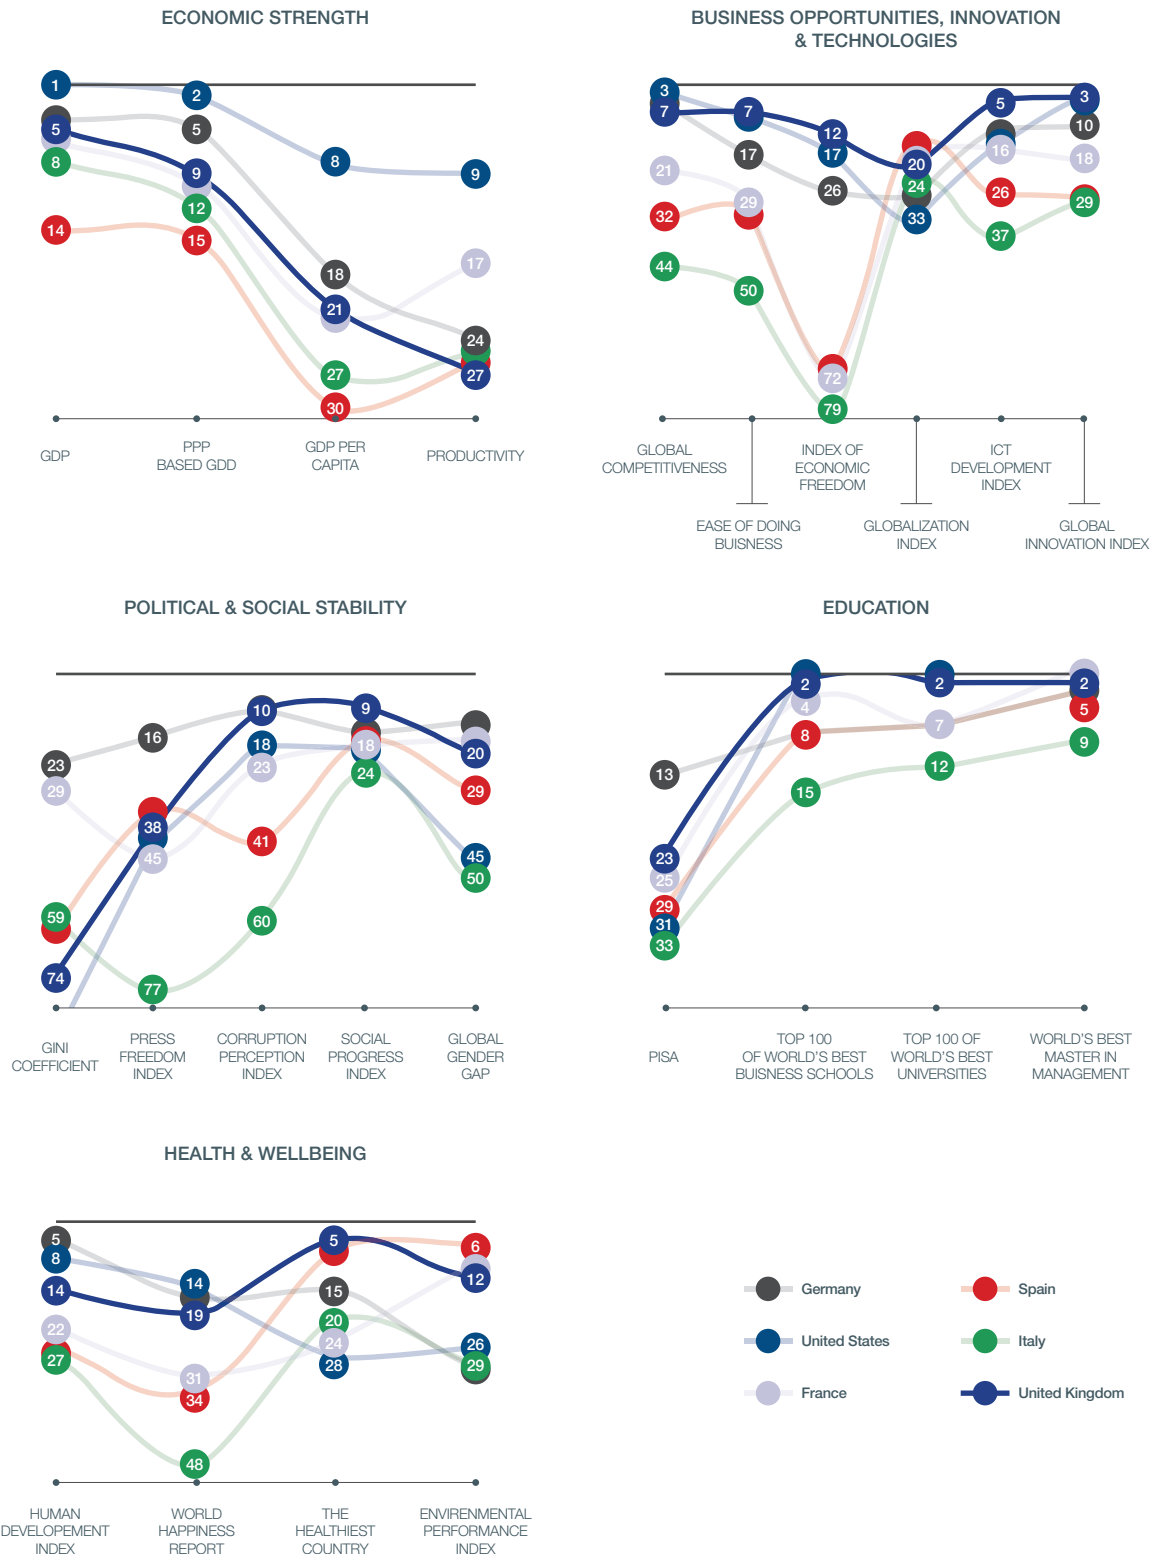 ECONOMIC STRENGTH
1
2
5
5
8
9
8
9
12
14
15
17
18
21
24
27
27
30
GDP
PPP
BASED GDD
GDP PER
CAPITA
PRODUCTIVITY
BUSINESS OPPORTUNITIES, INNOVATION
& TECHNOLOGIES
3
7
7
12
5
3
10
17
17
16
18
21
20
24
26
26
29
29
32
33
37
44
50
72
79
GLOBAL
COMPETITIVENESS
EASE OF DOING
BUISNESS
INDEX OF
ECONOMIC
FREEDOM
GLOBALIZATION
INDEX
ICT
DEVELOPMENT
INDEX
GLOBAL
INNOVATION INDEX
POLITICAL & SOCIAL STABILITY
10
9
16
18
18
20
23
23
24
29
29
38
41
45
45
50
59
60
74
77
GINI
COEFFICIENT
PRESS
FREEDOM
INDEX
CORRUPTION
PERCEPTION
INDEX
SOCIAL
PROGRESS
INDEX
GLOBAL
GENDER
GAP
EDUCATION
2
2
2
4
5
7
8
9
12
13
15
23
25
29
31
33
PISA
TOP 100
OF WORLD'S BEST
BUISNESS SCHOOLS
TOP 100 OF
WORLD'S BEST
UNIVERSITIES
WORLD'S BEST
MASTER IN
MANAGEMENT
HEALTH & WELLBEING
5
5
6
8
14
14
12
15
19
20
22
24
26
27
28
29
31
34
48
HUMAN
DEVELOPEMENT
INDEX
WORLD
HAPPINESS
REPORT
THE
HEALTHIEST
COUNTRY
ENVIRENMENTAL
PERFORMANCE
INDEX
Germany
Spain
United States
Italy
France
United Kingdom